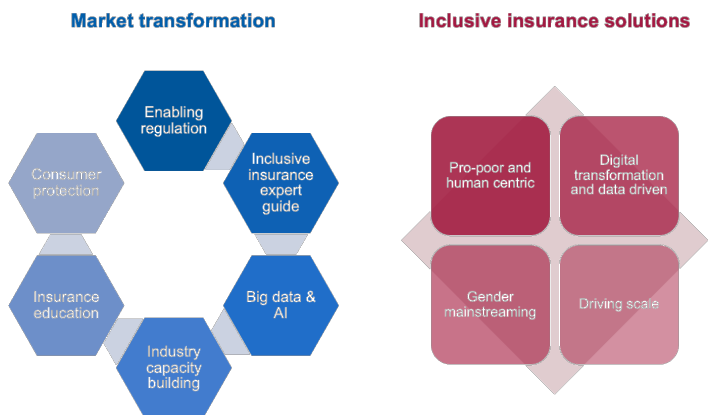 Market transformation
Inclusive insurance solutions
Enabling
regulation
Inclusive
insurance
expert
guide
Big data &
AI
Industry
capacity
building
Insurance
education
Consumer
protection
Pro-poor and
human centric
Digital
transformation
and data driven
Gender
mainstreaming
Driving scale